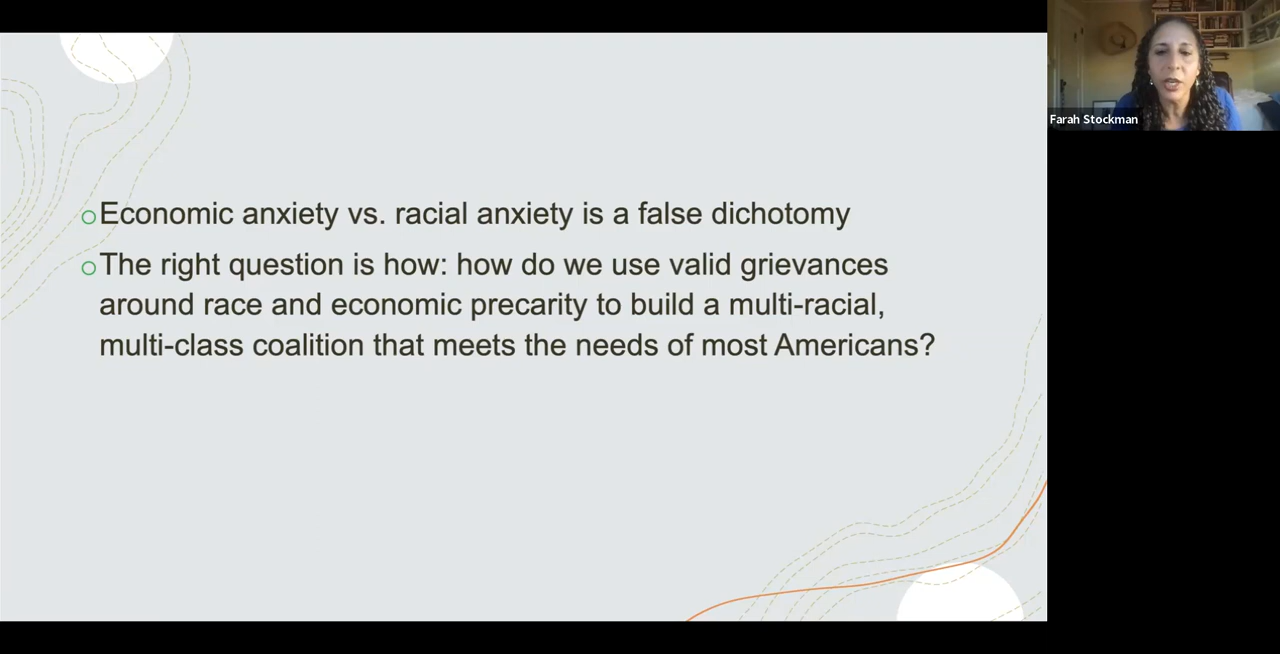 Economic anxiety vs. racial anxiety is a false dichotomy
The right question is how: how do we use valid grievances
around race and economic precarity to build a multi-racial,
multi-class coalition that meets the needs of most Americans?
Farah Stockman